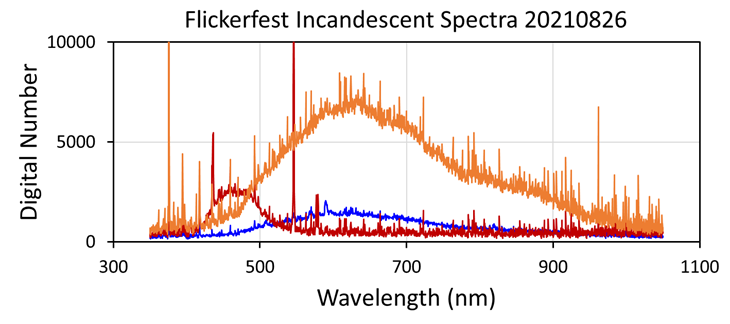 Flickerfest Incandescent Spectra 20210826
10000
5000
0
Digital Number
300 500 700 900 1100
Wavelength (nm)